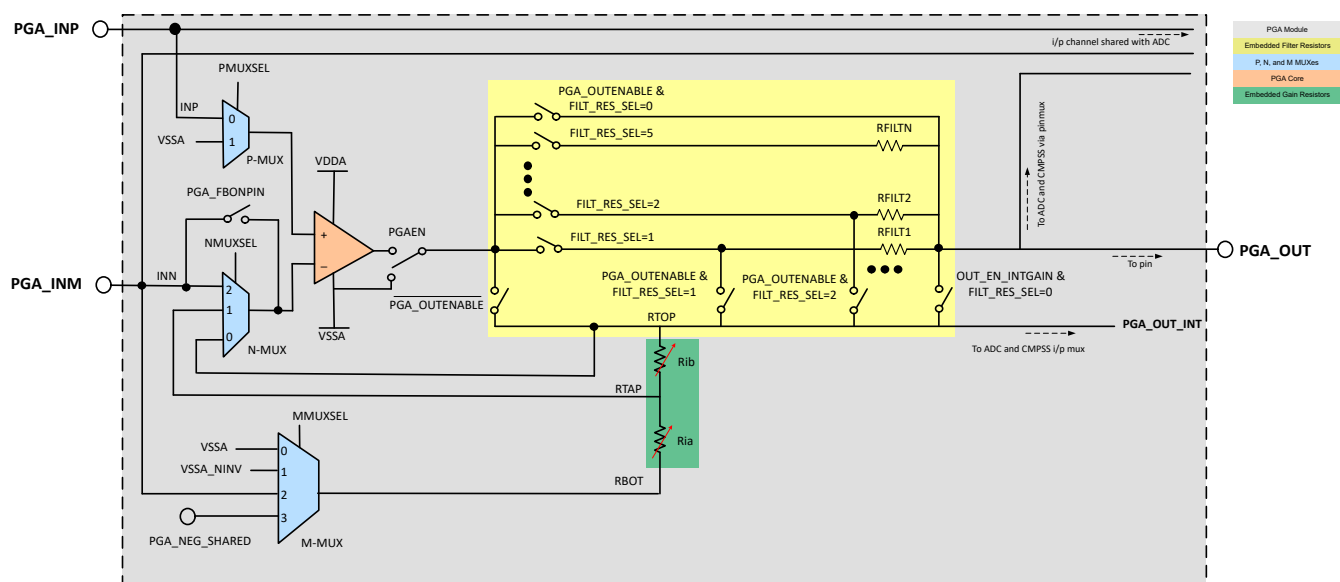 PGA_INP
i/p channel shared with ADC
PGA Module
Embedded Filter Resistors
P, N, and M MUXes
PGA Core
Embedded Gain Resistors
PMUXSEL
INP
0
VSSA
1
P-MUX
PGA_OUTENABLE &
FILT_RES_SEL=0
FILT_RES_SEL=5
RFILTN
To ADC and CMPSS via pinmux
VDDA
PGA_FBONPIN
FILT_RES_SEL=2
RFILT2
+
−
PGAEN
FILT_RES_SEL=1
RFILT1
PGA_OUT
To pin
NMUXSEL
PGA_INM
INN
2
1
0
N-MUX
PGA_OUTENABLE
VSSA
PGA_OUTENABLE &
FILT_RES_SEL=1
PGA_OUTENABLE &
FILT_RES_SEL=2
OUT_EN_INTGAIN &
FILT_RES_SEL=0
RTOP
PGA_OUT_INT
To ADC and CMPSS i/p mux
Rib
RTAP
Ria
RBOT
MMUXSEL
VSSA
0
VSSA_NINV
1
2
3
PGA_NEG_SHARED
M-MUX